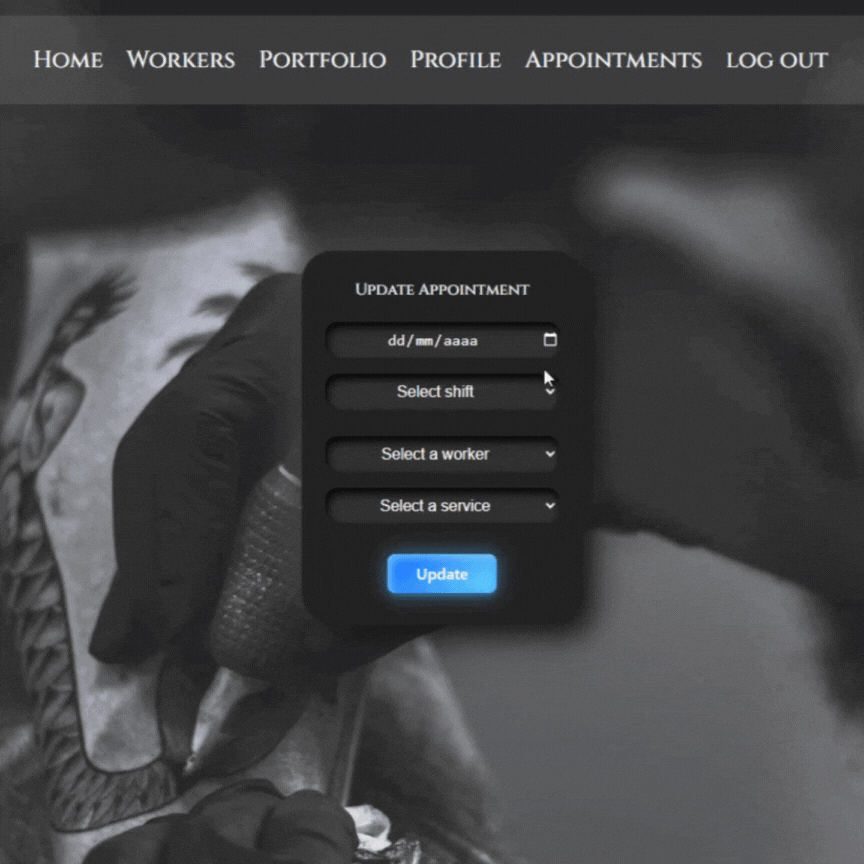 Home Workers Portfolio Profile Appointments log out
Update Appointment
dd/mm/aaaa
Select shift
Select a worker
Select a service
Update